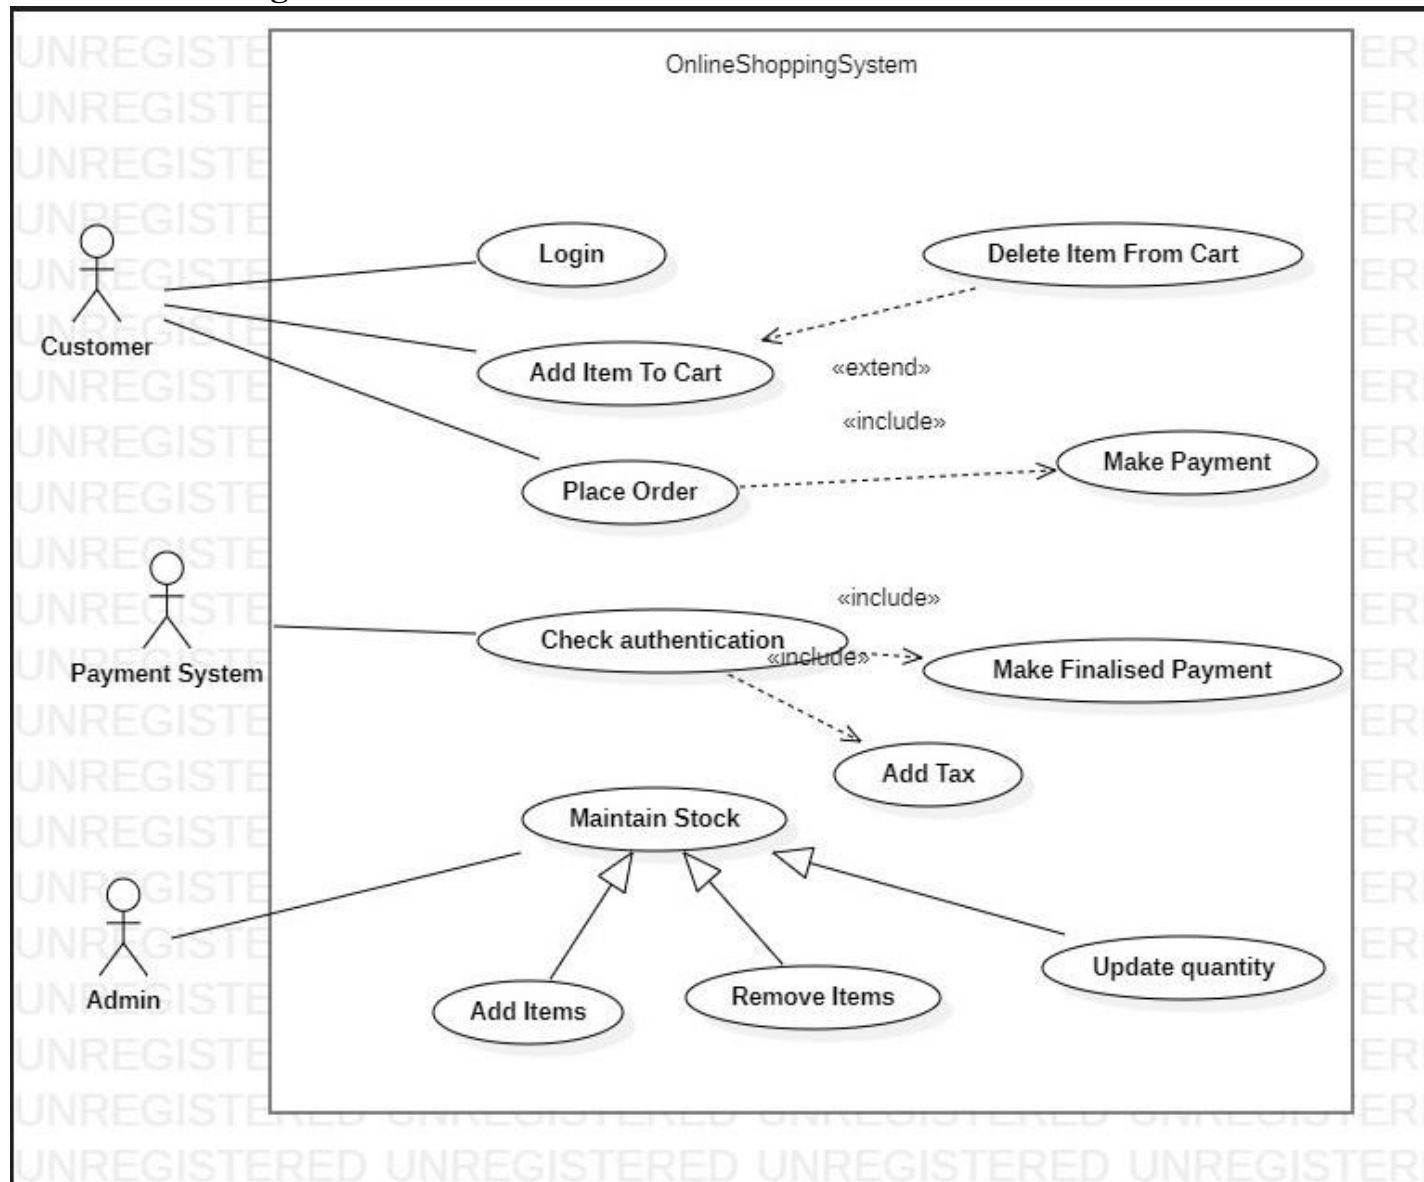 OnlineShoppingSystem
Login
Delete Item From Cart
Customer
Add Item To Cart
«extend»
«include»
Make Payment
Place Order
«include»
Check authentication
«include»
Make Finalised Payment
Payment System
Add Tax
Maintain Stock
Update quantity
Admin
Add Items
Remove Items
UNREGISTERED UNREGISTERED UNREGISTERED UNREGISTERED